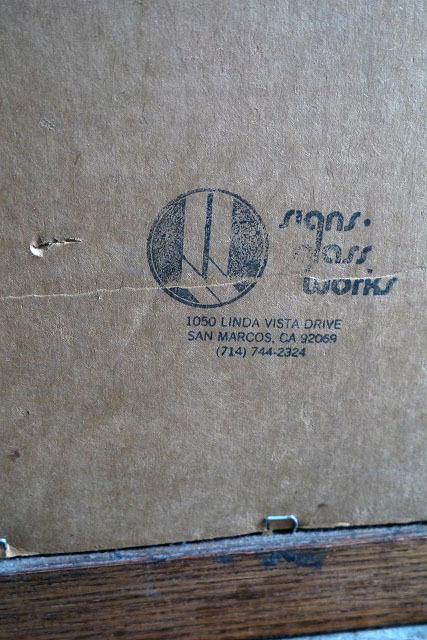 signs.
glass
works
1050 LINDA VISTA DRIVE
SAN MARCOS, CA 92069
(714) 744-2324